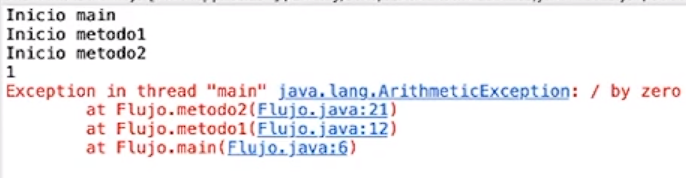 Inicio main
Inicio metodo1
Inicio metodo2
1
Exception in thread "main" java.lang.ArithmeticException: / by zero
at Flujo.metodo2(Flujo.java:21)
at Flujo.metodo1(Flujo.java:12)
at Flujo.main(Flujo.java:6)